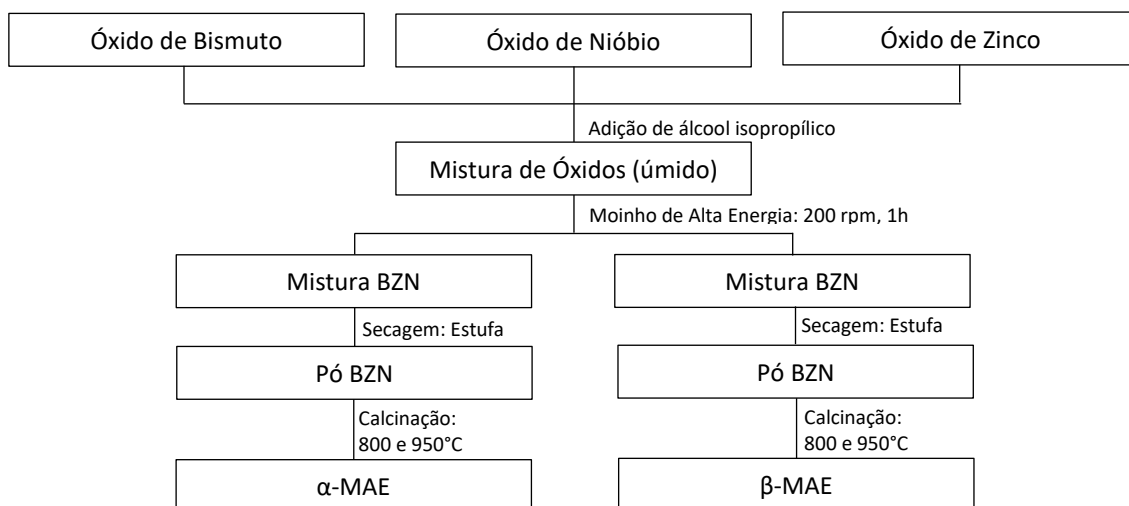 Óxido de Bismuto
Óxido de Nióbio
Óxido de Zinco
Adição de álcool isopropílico
Mistura de Óxidos (úmido)
Moinho de Alta Energia: 200 rpm, 1h
Mistura BZN
Mistura BZN
Secagem: Estufa
Secagem: Estufa
Pó BZN
Pó BZN
Calcinação:
800 e 950°C
Calcinação:
800 e 950°C
α-MAE
β-MAE